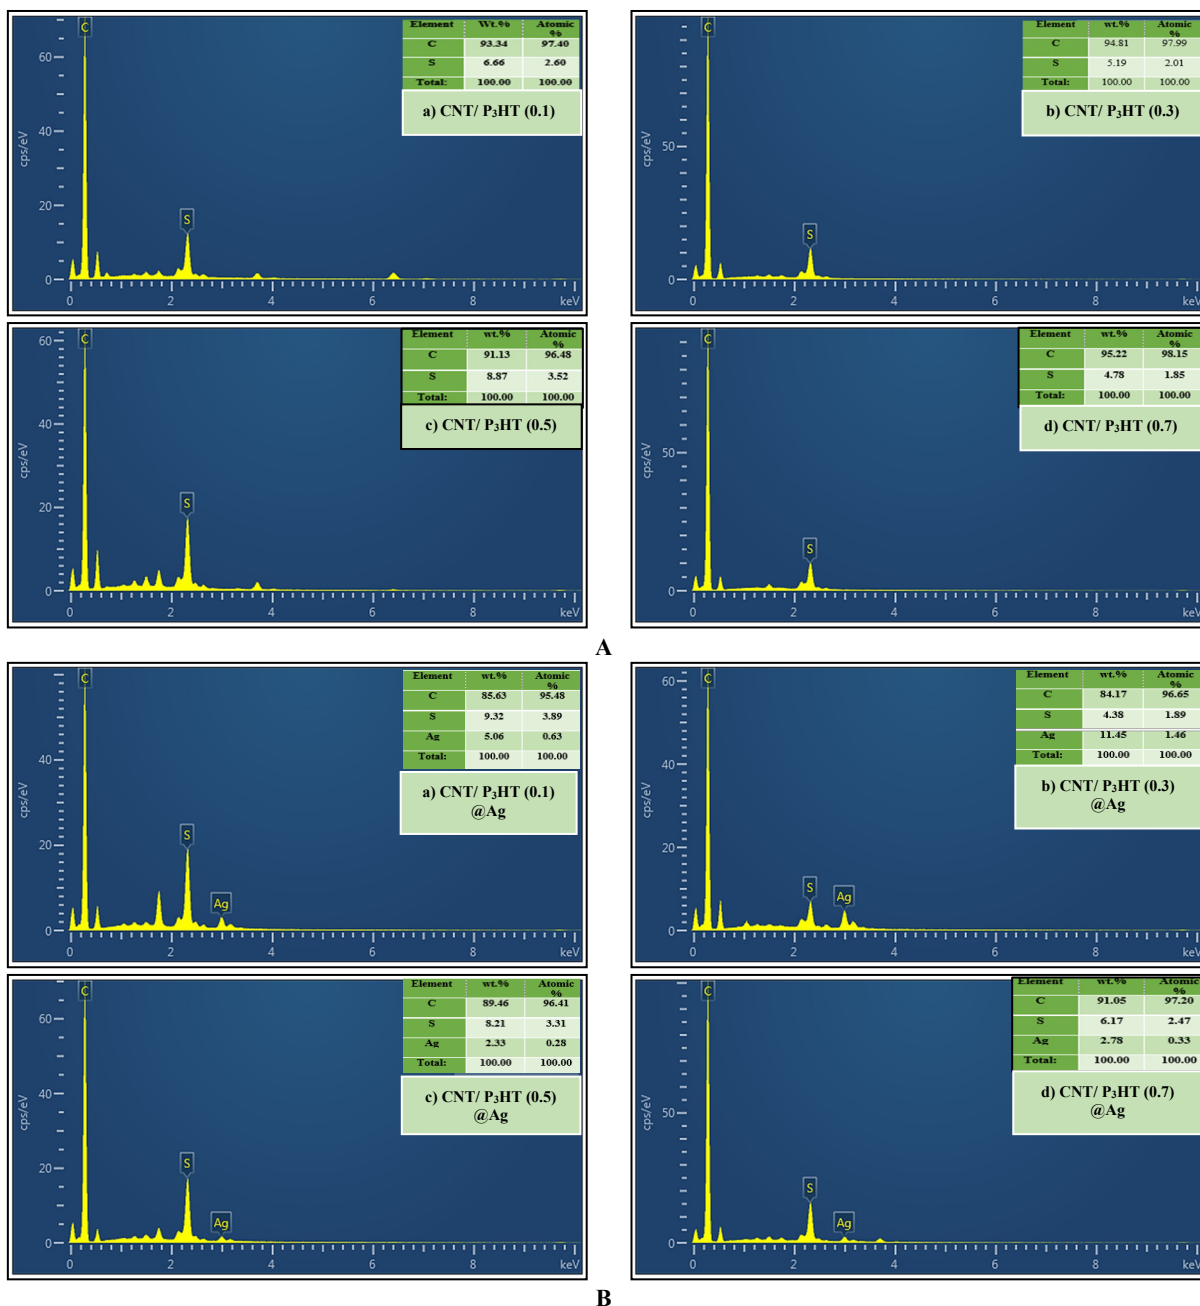 Element Wt.% Atomic %
C 93.34 97.40
S 6.66 2.60
Total: 100.00 100.00
a) CNT/ P₃HT (0.1)
C
S
cps/eV
60
40
20
0
0 2 4 6 8 keV
Element wt.% Atomic %
C 94.81 97.99
S 5.19 2.01
Total: 100.00 100.00
b) CNT/ P₃HT (0.3)
C
S
cps/eV
50
0
0 2 4 6 8 keV
Element wt.% Atomic %
C 91.13 96.48
S 8.87 3.52
Total: 100.00 100.00
c) CNT/ P₃HT (0.5)
C
S
cps/eV
60
40
20
0
0 2 4 6 8 keV
Element wt.% Atomic %
C 95.22 98.15
S 4.78 1.85
Total: 100.00 100.00
d) CNT/ P₃HT (0.7)
C
S
cps/eV
50
0
0 2 4 6 8 keV
A
Element wt.% Atomic %
C 85.63 95.48
S 9.32 3.89
Ag 5.06 0.63
Total: 100.00 100.00
a) CNT/ P₃HT (0.1)
@Ag
C
S
Ag
cps/eV
40
20
0
0 2 4 6 8 keV
Element wt.% Atomic %
C 84.17 96.65
S 4.38 1.89
Ag 11.45 1.46
Total: 100.00 100.00
b) CNT/ P₃HT (0.3)
@Ag
C
S
Ag
cps/eV
60
40
20
0
0 2 4 6 8 keV
Element wt.% Atomic %
C 89.46 96.41
S 8.21 3.31
Ag 2.33 0.28
Total: 100.00 100.00
c) CNT/ P₃HT (0.5)
@Ag
C
S
Ag
cps/eV
60
40
20
0
0 2 4 6 8 keV
Element wt.% Atomic %
C 91.05 97.20
S 6.17 2.47
Ag 2.78 0.33
Total: 100.00 100.00
d) CNT/ P₃HT (0.7)
@Ag
C
S
Ag
cps/eV
50
0
0 2 4 6 8 keV
B